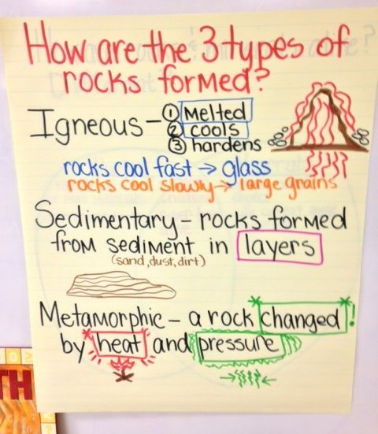 How are the 3 types of
rocks formed?
Igneous - ① Melted
② cools
③ hardens
rocks cool fast → glass
rocks cool slowly → large grains
Sedimentary - rocks formed
from sediment in layers
(sand, dust, dirt)
Metamorphic - a rock changed!
by heat and pressure
TH